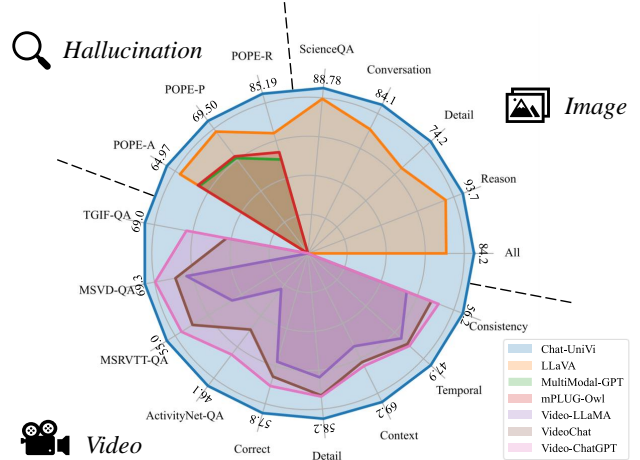 Hallucination
Image
Video
ScienceQA
88.78
Conversation
84.1
Detail
74.2
Reason
93.7
All
84.2
Consistency
56.2
Temporal
47.9
Context
69.2
Detail
58.2
Correct
57.8
ActivityNet-QA
46.1
MSRVTT-QA
55.0
MSVD-QA
69.3
TGIF-QA
69.0
POPE-A
64.97
POPE-P
69.50
POPE-R
85.19
Chat-UniVi
LLaVA
MultiModal-GPT
mPLUG-Owl
Video-LLaMA
VideoChat
Video-ChatGPT